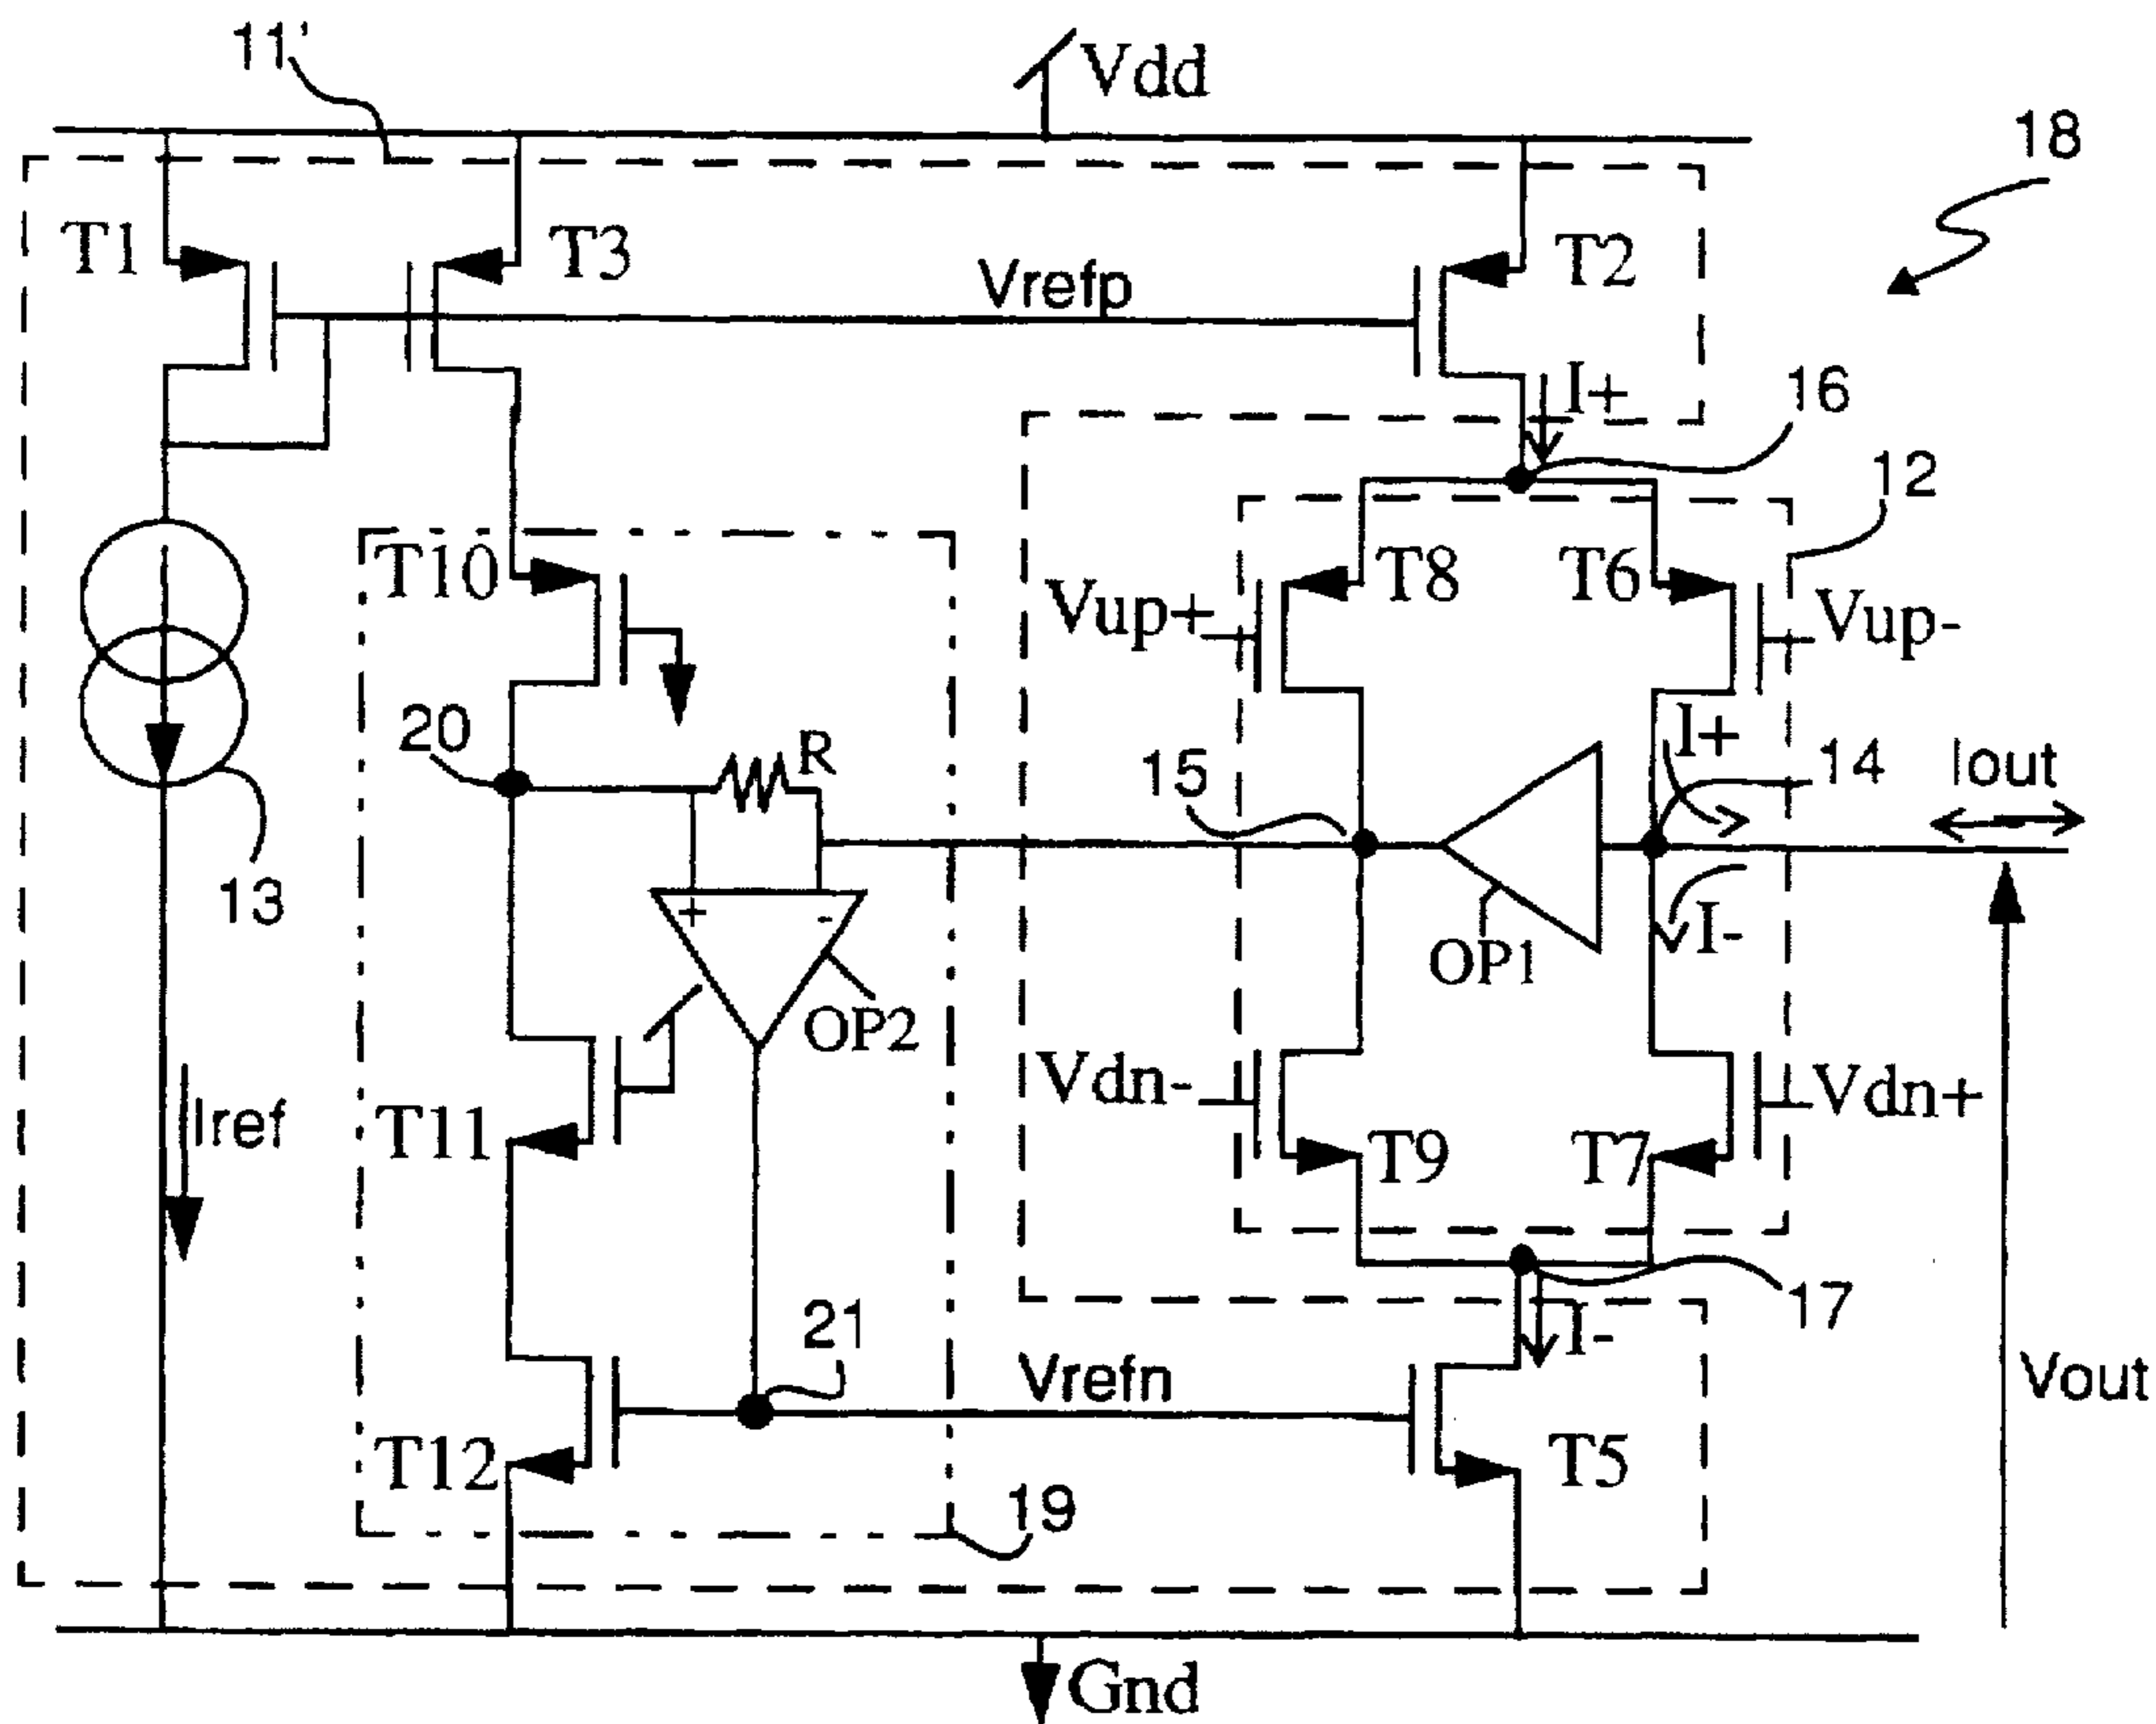 11'
Vdd
18
T1
T3
Vrefp
T2
I+
16
12
T10
T8
T6
Vup+
Vup-
20
R
15
I+
14
Iout
13
+
-
OP2
OP1
I-
Iref
T11
Vdn-
Vdn+
T9
T7
21
Vrefn
I-
17
Vout
T12
T5
19
Gnd